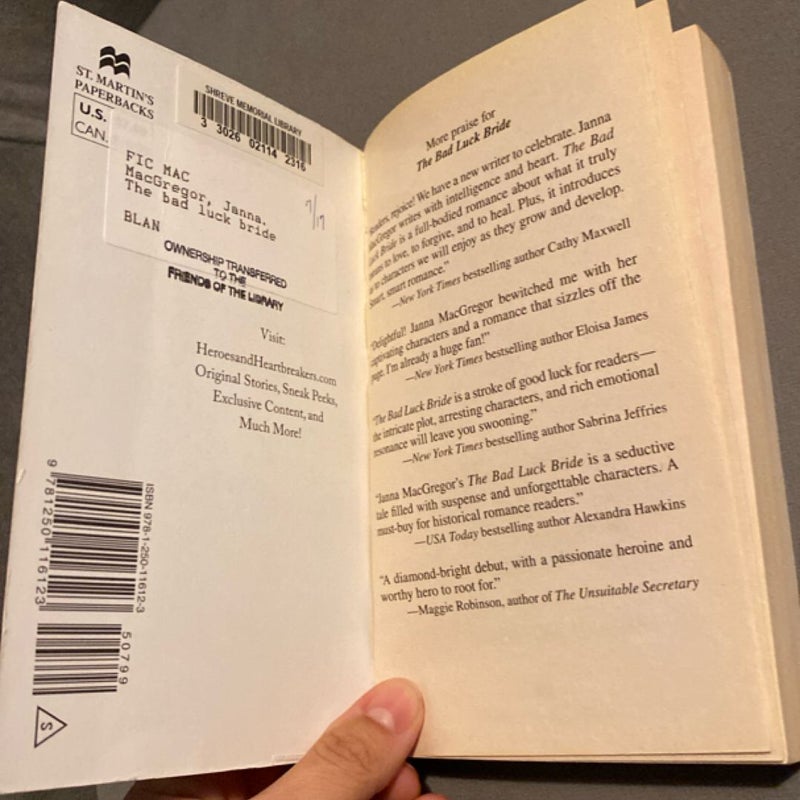 ST. MARTIN'S
PAPERBACKS
U.S.
CAN.
SHREVE MEMORIAL LIBRARY
3 3026 02114 2316
FIC MAC
MacGregor, Janna.
The bad luck bride
BLAN
7/17
OWNERSHIP TRANSFERRED
TO THE
FRIENDS OF THE LIBRARY
Visit:
HeroesandHeartbreakers.com
Original Stories, Sneak Peeks,
Exclusive Content, and
Much More!
ISBN 978-1-250-11612-3
9 781250 116123
50799
S
More praise for
The Bad Luck Bride
rejoice! We have a new writer to celebrate. Janna
MacGregor writes with intelligence and heart. The Bad
Luck Bride is a full-bodied romance about what it truly
means to love, to forgive, and to heal. Plus, it introduces
us to characters we will enjoy as they grow and develop.
Smart, smart romance."
—New York Times bestselling author Cathy Maxwell
"Delightful! Janna MacGregor bewitched me with her
captivating characters and a romance that sizzles off the
page. I'm already a huge fan!"
—New York Times bestselling author Eloisa James
"The Bad Luck Bride is a stroke of good luck for readers—
the intricate plot, arresting characters, and rich emotional
resonance will leave you swooning."
—New York Times bestselling author Sabrina Jeffries
"Janna MacGregor's The Bad Luck Bride is a seductive
tale filled with suspense and unforgettable characters. A
must-buy for historical romance readers."
—USA Today bestselling author Alexandra Hawkins
"A diamond-bright debut, with a passionate heroine and
worthy hero to root for."
—Maggie Robinson, author of The Unsuitable Secretary